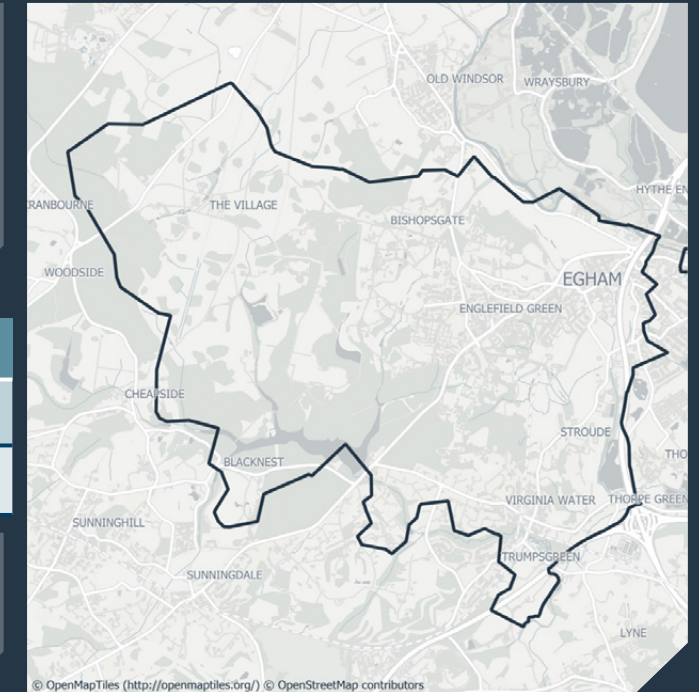 OLD WINDSOR
WRAYSBURY
HYTHE EN
RANBOURNE
THE VILLAGE
BISHOPSGATE
WOODSIDE
EGHAM
ENGLEFIELD GREEN
CHEAPSIDE
STROUDE
THO
BLACKNEST
VIRGINIA WATER
THORPE GREEN
SUNNINGHILL
TRUMPSGREEN
SUNNINGDALE
LYNE
© OpenMapTiles (http://openmaptiles.org/) © OpenStreetMap contributors